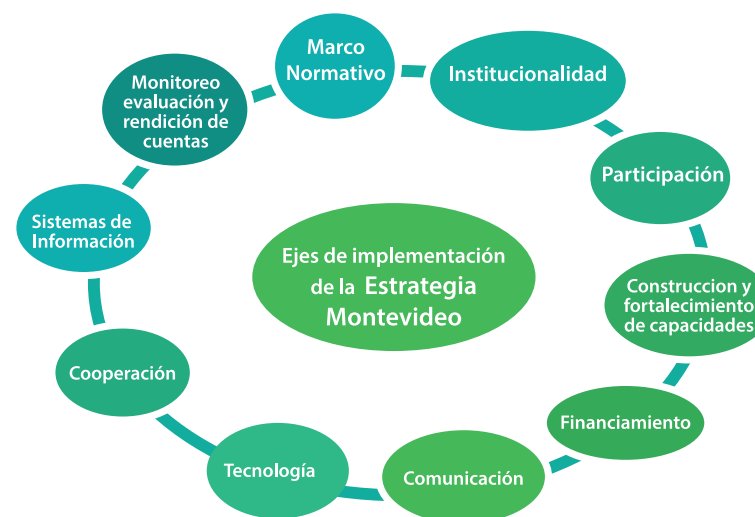 Marco
Normativo
Institucionalidad
Participación
Construccion y
fortalecimiento
de capacidades
Financiamiento
Comunicación
Tecnología
Cooperación
Sistemas de
Información
Monitoreo
evaluación y
rendición de
cuentas
Ejes de implementación
de la Estrategia
Montevideo